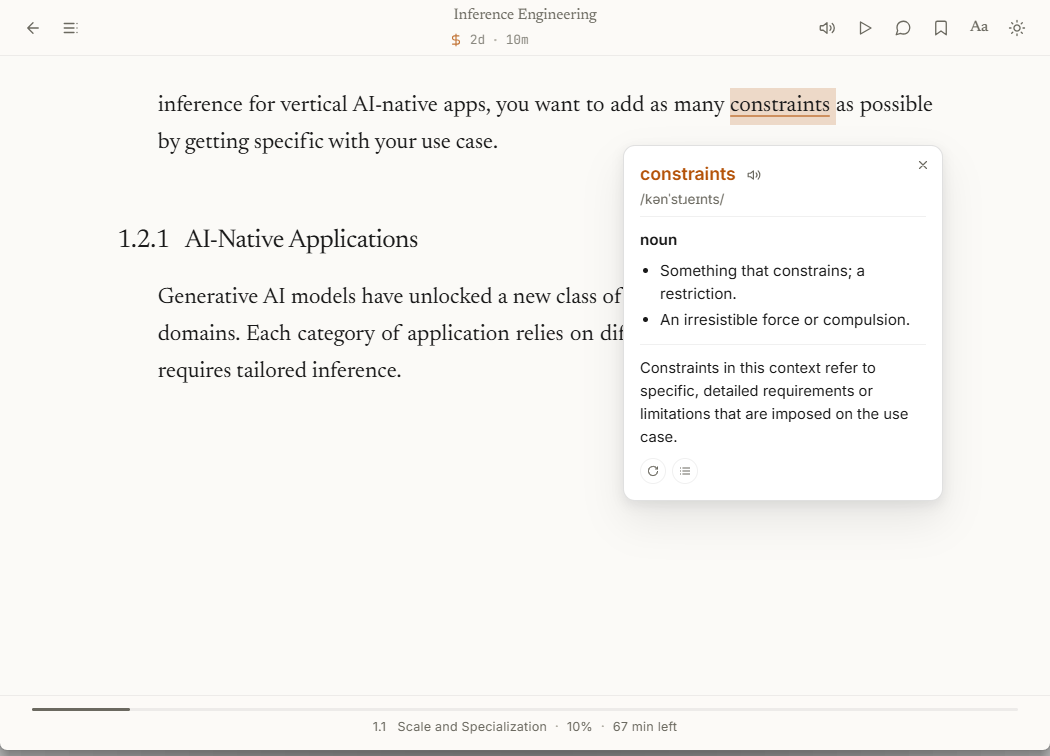 Inference Engineering
$ 2d · 10m
Aa
inference for vertical AI-native apps, you want to add as many constraints as possible
by getting specific with your use case.
constraints
/kənˈstɹeɪnts/
noun
• Something that constrains; a
restriction.
• An irresistible force or compulsion.
Constraints in this context refer to
specific, detailed requirements or
limitations that are imposed on the use
case.
1.2.1 AI-Native Applications
Generative AI models have unlocked a new class of
domains. Each category of application relies on
requires tailored inference.
1.1 Scale and Specialization · 10% · 67 min left